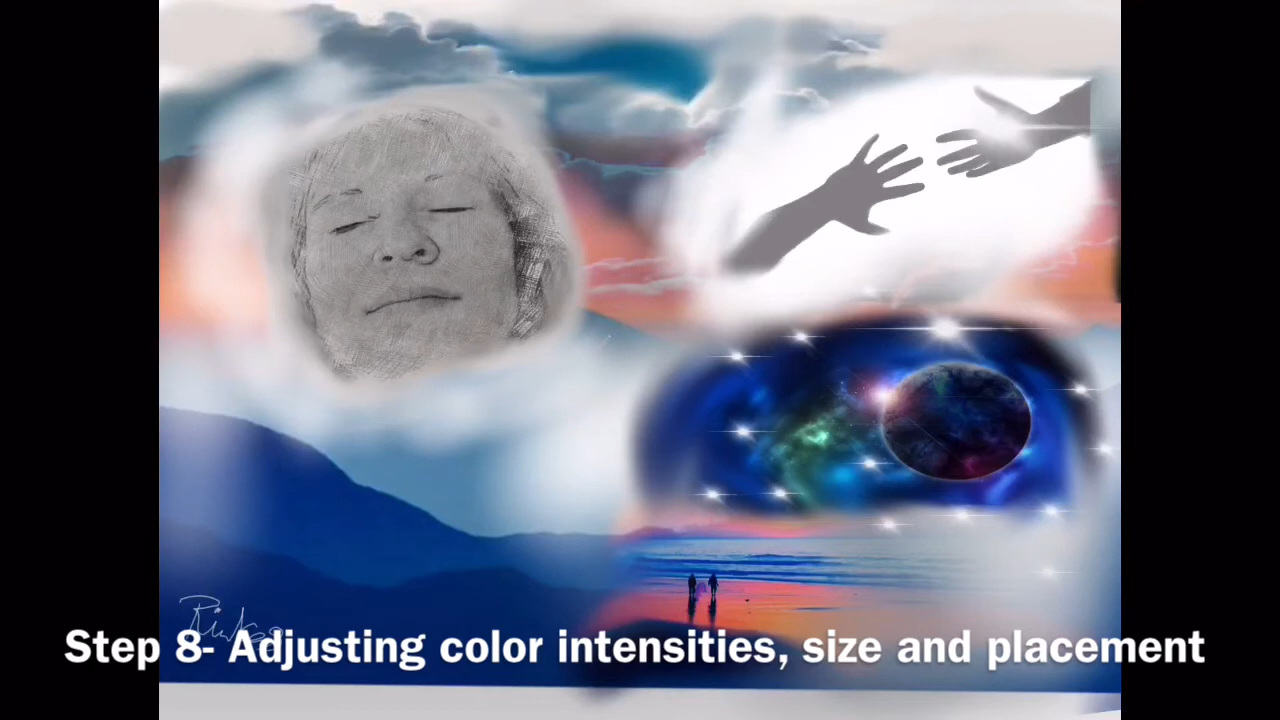 Step 8- Adjusting color intensities, size and placement